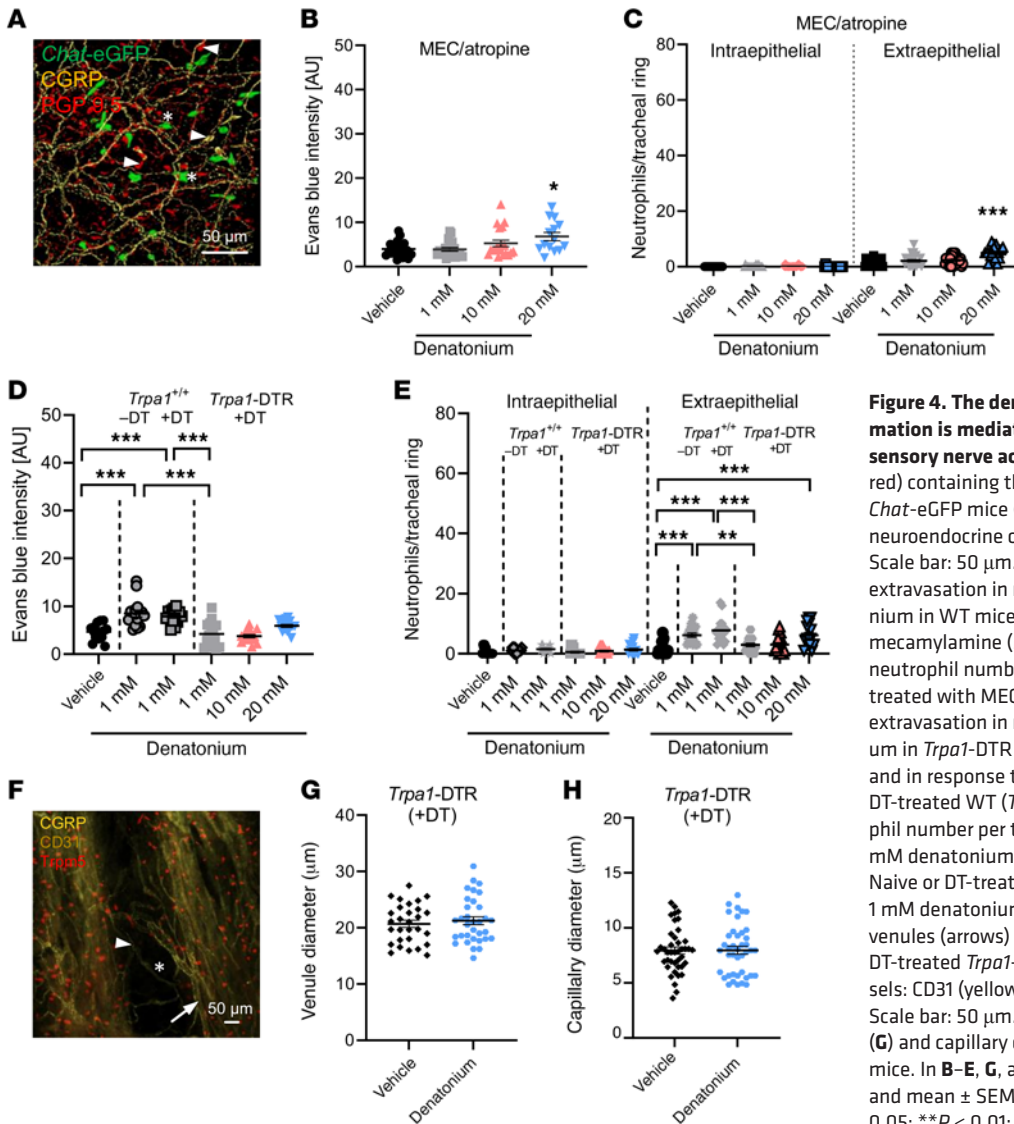 A
Chat-eGFP
CGRP
PGP 9.5
*
*
50 µm
B
MEC/atropine
Evans blue intensity [AU]
50
40
30
20
10
0
*
Vehicle
1 mM
10 mM
20 mM
Denatonium
C
MEC/atropine
Intraepithelial
Extraepithelial
Neutrophils/tracheal ring
80
60
40
20
0
***
Vehicle
1 mM
10 mM
20 mM
Vehicle
1 mM
10 mM
20 mM
Denatonium
Denatonium
D
Trpa1+/+
Trpa1-DTR
–DT
+DT
+DT
Evans blue intensity [AU]
50
40
30
20
10
0
***
***
***
***
Vehicle
1 mM
1 mM
1 mM
10 mM
20 mM
Denatonium
E
Intraepithelial
Extraepithelial
Trpa1+/+
Trpa1-DTR
–DT
+DT
+DT
Trpa1+/+
Trpa1-DTR
–DT
+DT
+DT
Neutrophils/tracheal ring
80
60
40
20
0
***
***
***
***
**
Vehicle
1 mM
1 mM
1 mM
10 mM
20 mM
Vehicle
1 mM
1 mM
1 mM
10 mM
20 mM
Denatonium
Denatonium
F
CGRP
CD31
*
50 µm
G
Trpa1-DTR
(+DT)
Venule diameter (µm)
40
30
20
10
0
Vehicle
Denatonium
H
Trpa1-DTR
(+DT)
Capillalry diameter (µm)
20
15
10
5
0
Vehicle
Denatonium
Figure 4. The der
mation is mediat
sensory nerve ac
red) containing th
Chat-eGFP mice (
neuroendocrine c
Scale bar: 50 µm.
extravasation in r
nium in WT mice
mecamylamine (
neutrophil numbe
treated with MEC
extravasation in r
um in Trpa1-DTR
and in response t
DT-treated WT (T
phil number per t
mM denatonium
Naive or DT-treat
1 mM denatonium
venules (arrows)
DT-treated Trpa1-
sels: CD31 (yellow
Scale bar: 50 µm.
(G) and capillary d
mice. In B–E, G, a
and mean ± SEM
0.05; **P < 0.01;